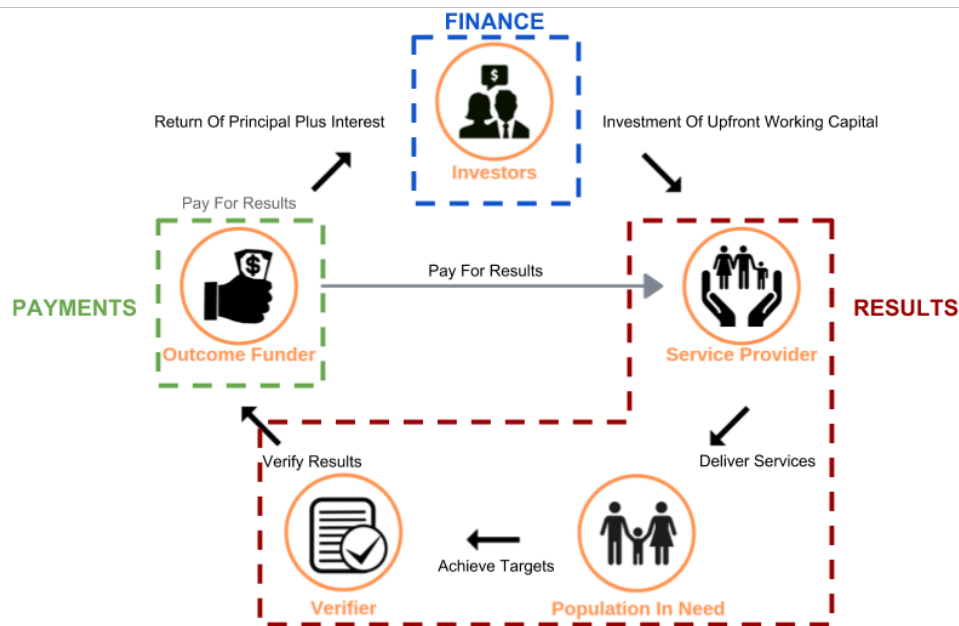 FINANCE
$
Investors
Return Of Principal Plus Interest
Investment Of Upfront Working Capital
Pay For Results
$
Outcome Funder
PAYMENTS
Pay For Results
Service Provider
RESULTS
Verify Results
Deliver Services
Verifier
Achieve Targets
Population In Need